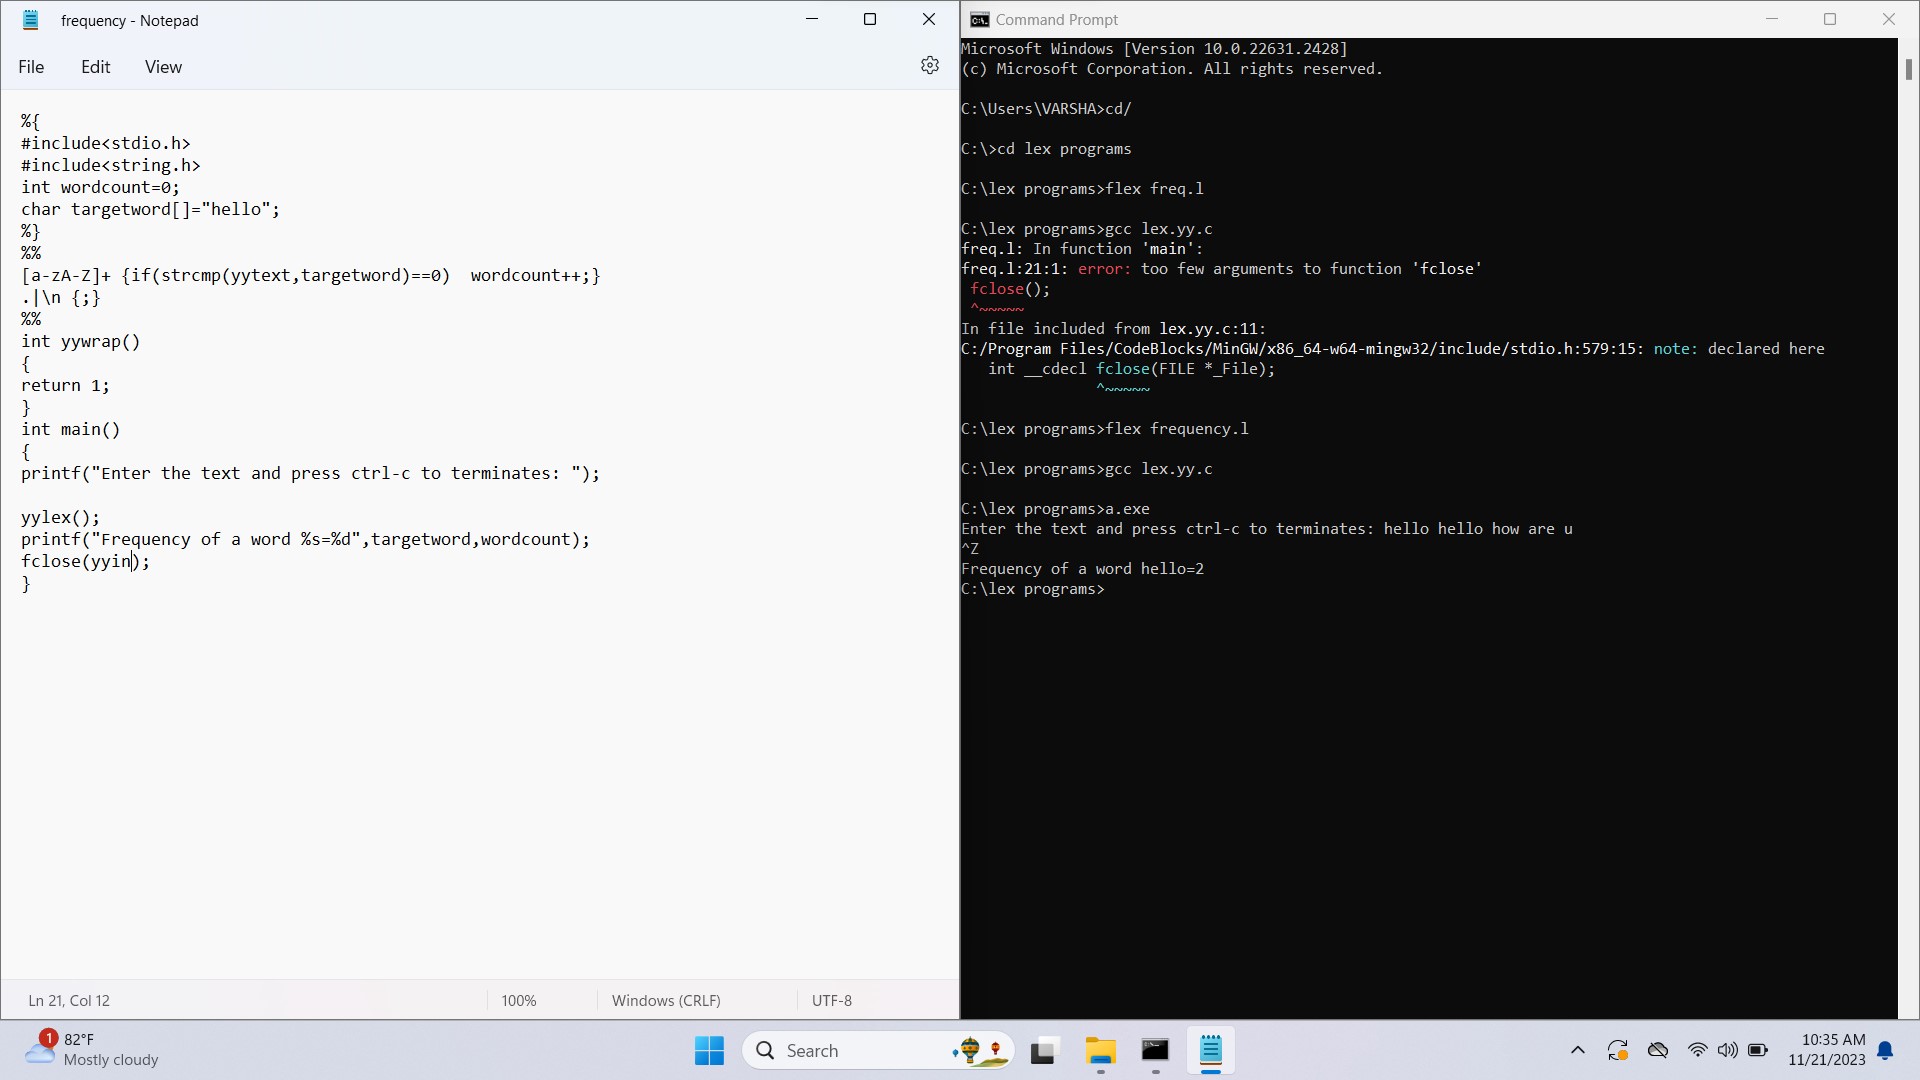 frequency - Notepad
File Edit View
%{
#include<stdio.h>
#include<string.h>
int wordcount=0;
char targetword[]="hello";
%}
%%
[a-zA-Z]+ {if(strcmp(yytext,targetword)==0)  wordcount++;}
.|\n {;}
%%
int yywrap()
{
return 1;
}
int main()
{
printf("Enter the text and press ctrl-c to terminates: ");
yylex();
printf("Frequency of a word %s=%d",targetword,wordcount);
fclose(yyin);
}
Ln 21, Col 12 100% Windows (CRLF) UTF-8
Command Prompt
Microsoft Windows [Version 10.0.22631.2428]
(c) Microsoft Corporation. All rights reserved.
C:\Users\VARSHA>cd/
C:\>cd lex programs
C:\lex programs>flex freq.l
C:\lex programs>gcc lex.yy.c
freq.l: In function 'main':
freq.l:21:1: error: too few arguments to function 'fclose'
 fclose();
 ^~~~~~
In file included from lex.yy.c:11:
C:/Program Files/CodeBlocks/MinGW/x86_64-w64-mingw32/include/stdio.h:579:15: note: declared here
   int __cdecl fclose(FILE *_File);
               ^~~~~~
C:\lex programs>flex frequency.l
C:\lex programs>gcc lex.yy.c
C:\lex programs>a.exe
Enter the text and press ctrl-c to terminates: hello hello how are u
^Z
Frequency of a word hello=2
C:\lex programs>
1
82°F
Mostly cloudy
Search
10:35 AM
11/21/2023